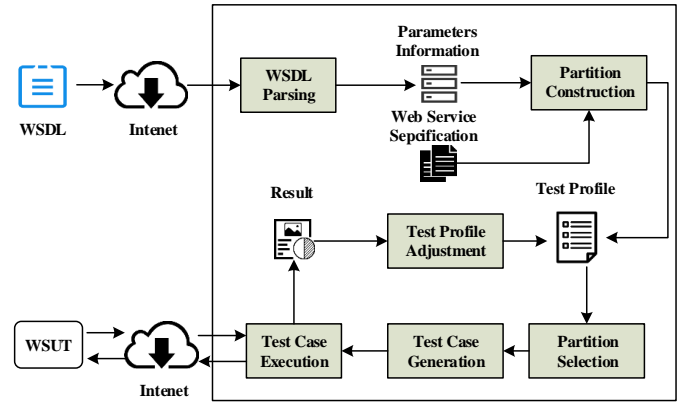 Parameters
Information
WSDL
Parsing
Partition
Construction
WSDL
Intenet
Web Service
Sepcification
Result
Test Profile
Test Profile
Adjustment
WSUT
Test Case
Execution
Test Case
Generation
Partition
Selection
Intenet